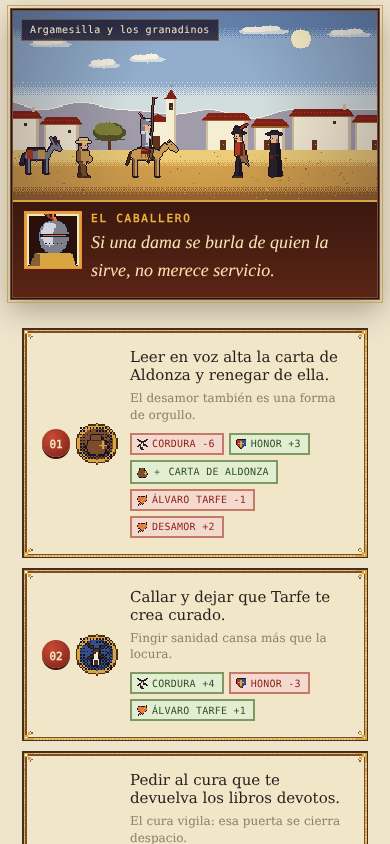 Argamesilla y los granadinos
EL CABALLERO
Si una dama se burla de quien la
sirve, no merece servicio.
01
Leer en voz alta la carta de
Aldonza y renegar de ella.
El desamor también es una forma
de orgullo.
CORDURA -6
HONOR +3
+ CARTA DE ALDONZA
ÁLVARO TARFE -1
DESAMOR +2
02
Callar y dejar que Tarfe te
crea curado.
Fingir sanidad cansa más que la
locura.
CORDURA +4
HONOR -3
ÁLVARO TARFE +1
Pedir al cura que te
devuelva los libros devotos.
El cura vigila: esa puerta se cierra
despacio.